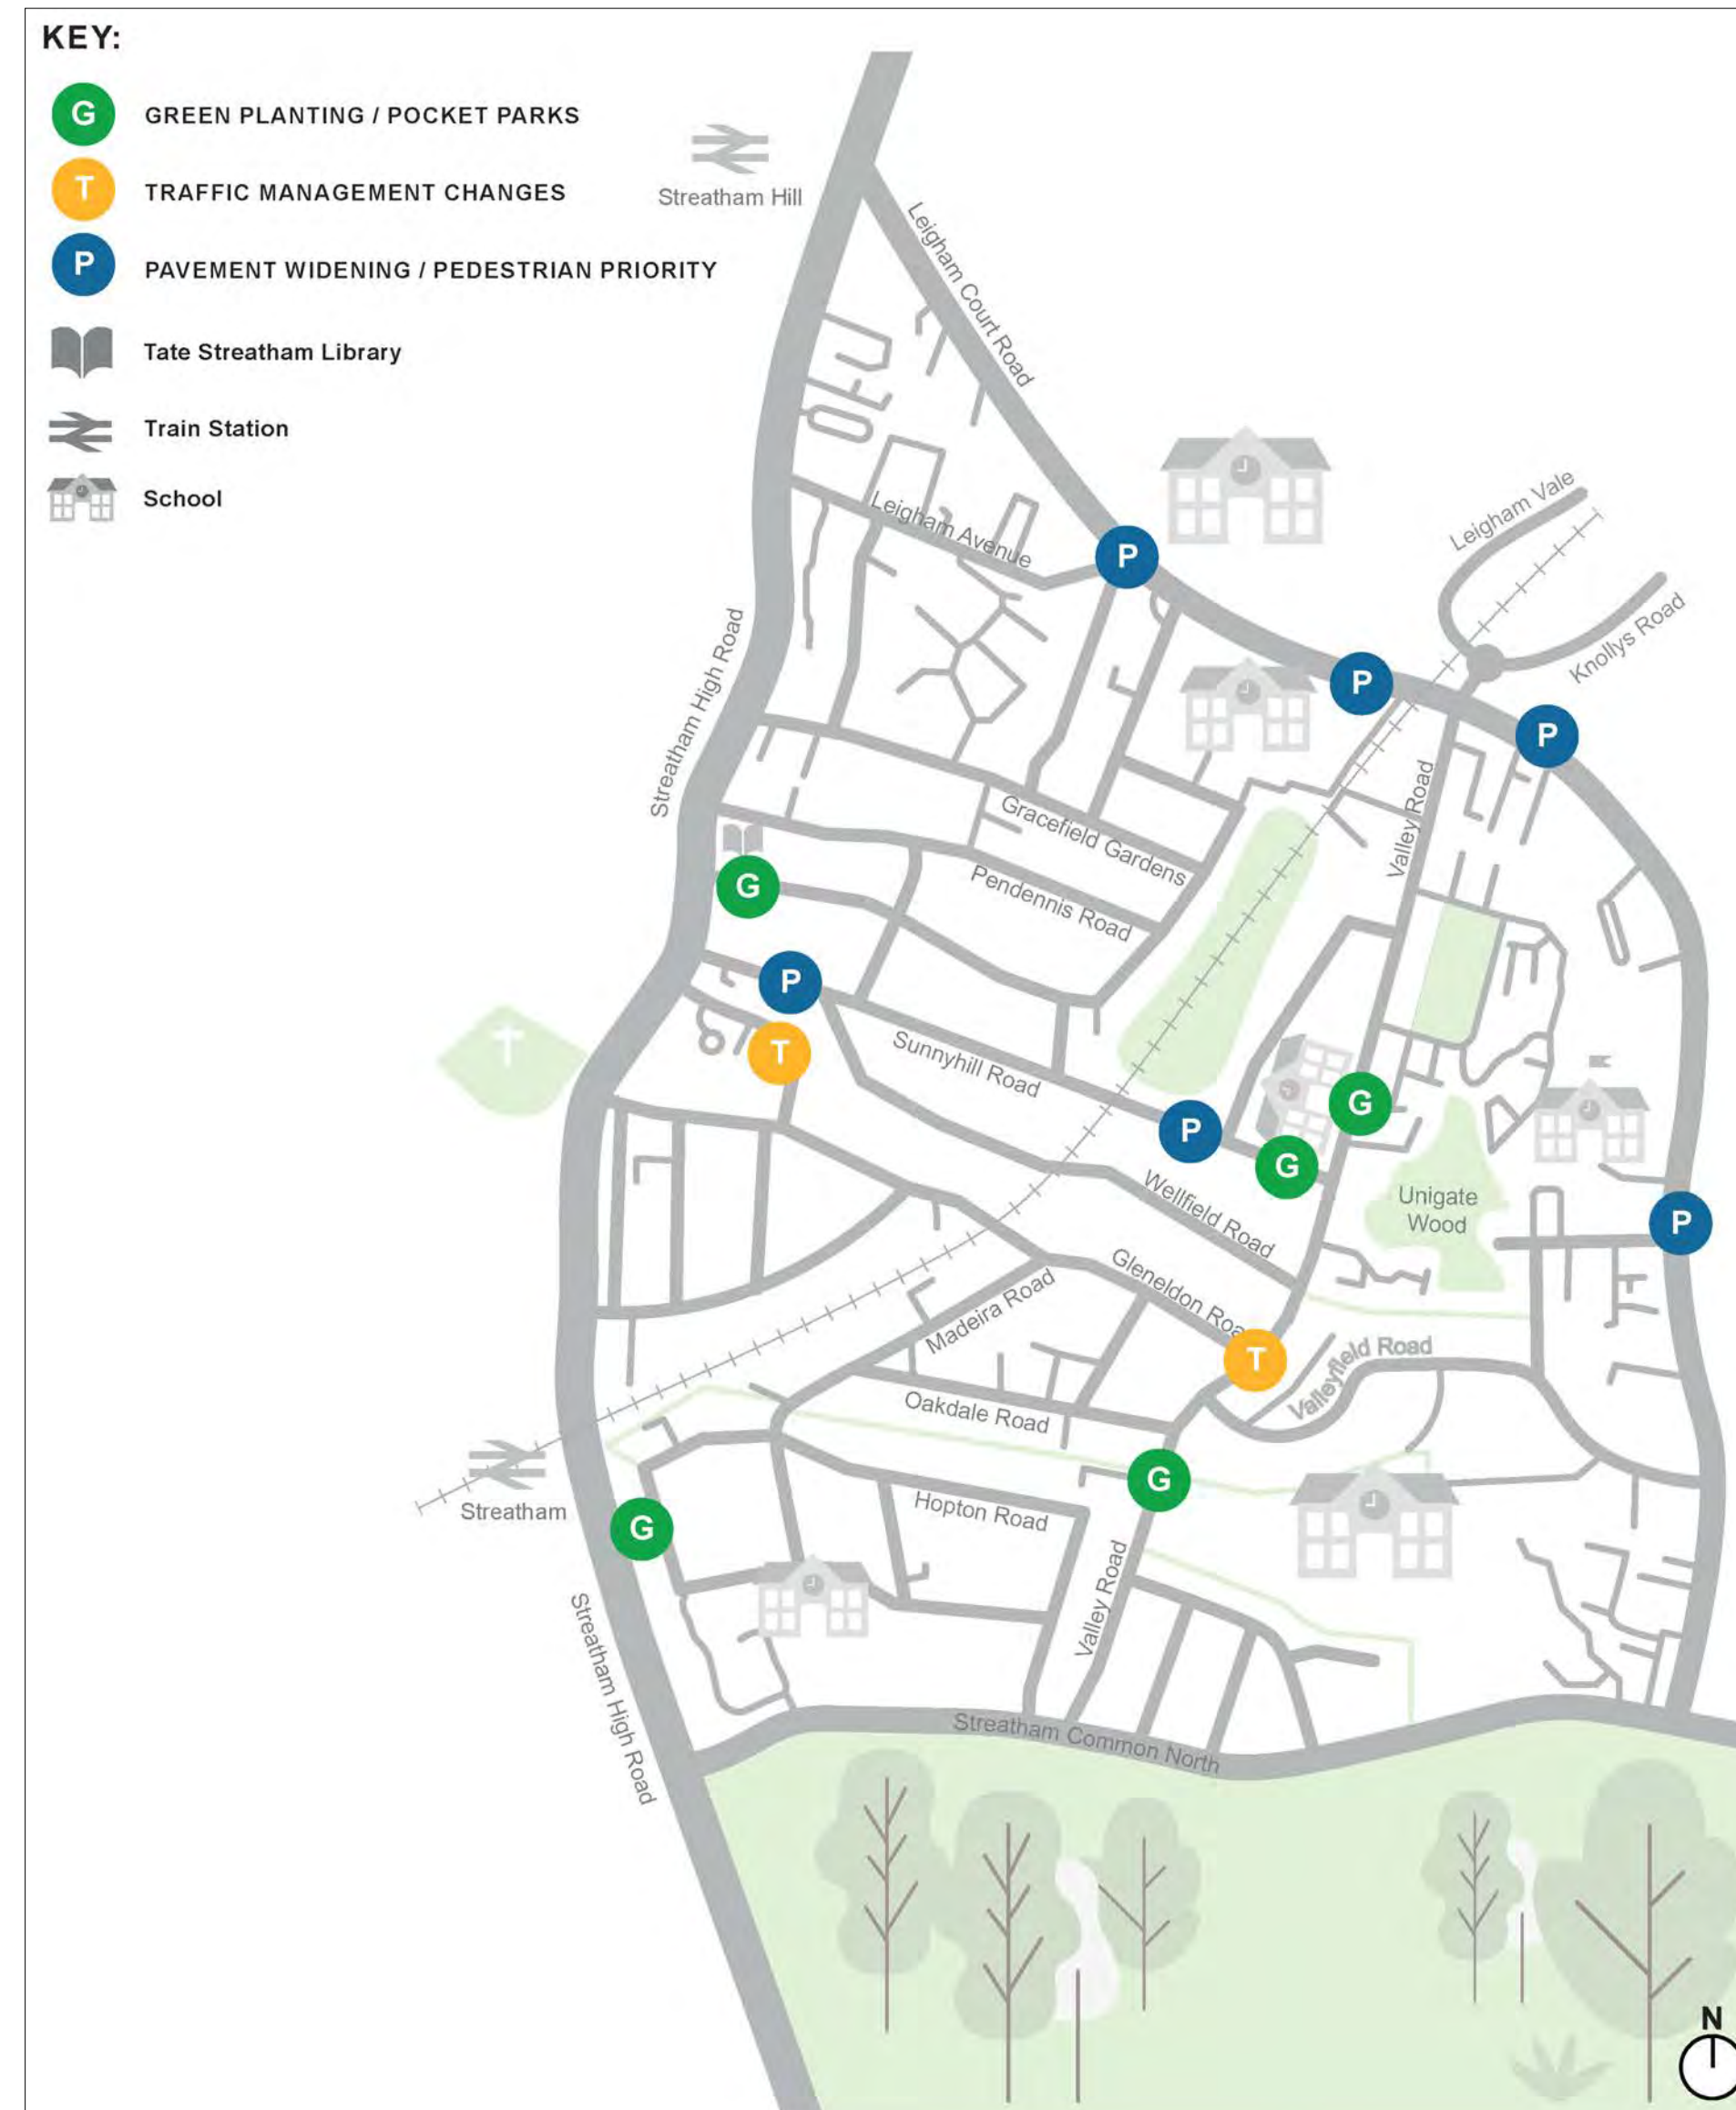 KEY:
G GREEN PLANTING / POCKET PARKS
T TRAFFIC MANAGEMENT CHANGES
P PAVEMENT WIDENING / PEDESTRIAN PRIORITY
Tate Streatham Library
Train Station
School
Streatham Hill
Leigham Court Road
Leigham Vale
Leigham Avenue
P
Knollys Road
Streatham High Road
P
P
Valley Road
Gracefield Gardens
Pendennis Road
G
P
T
Sunnyhill Road
G
P
G
Unigate
Wood
P
Wellfield Road
Gleneldon Roa
Madeira Road
T
Valleyfield Road
Oakdale Road
G
Streatham
Hopton Road
G
Valley Road
Streatham High Road
Streatham Common North
N